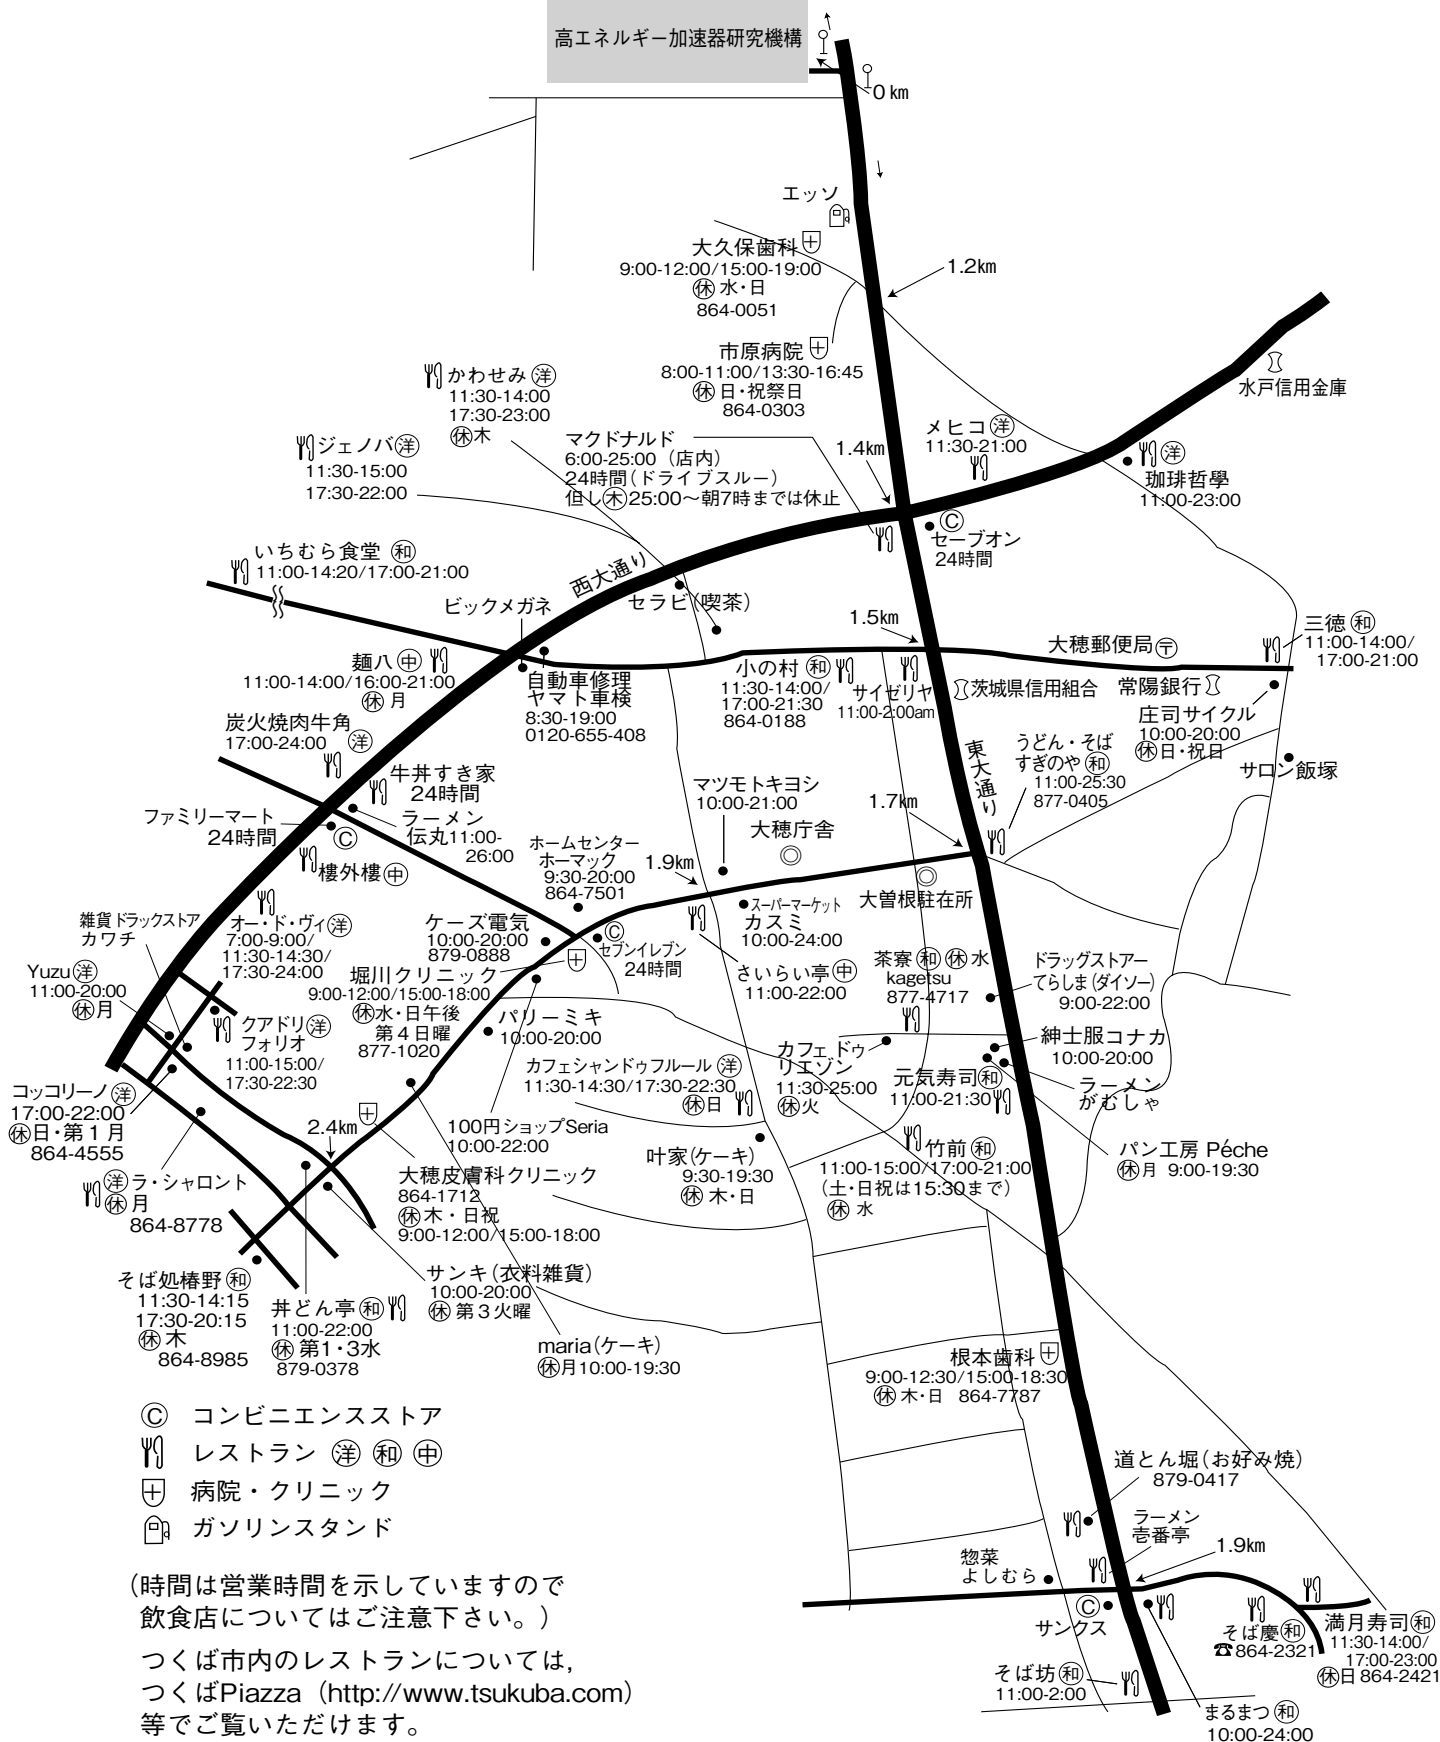 高エネルギー加速器研究機構
0 km
エッソ
大久保歯科
9:00-12:00/15:00-19:00
休 水・日
864-0051
1.2km
市原病院
8:00-11:00/13:30-16:45
休 日・祝祭日
864-0303
水戸信用金庫
かわせみ 洋
11:30-14:00
17:30-23:00
休 木
ジェノバ 洋
11:30-15:00
17:30-22:00
マクドナルド
6:00-25:00（店内）
24時間（ドライブスルー）
但し木25:00～朝7時までは休止
1.4km
メヒコ 洋
11:30-21:00
洋
珈琲哲學
11:00-23:00
C
セーブオン
24時間
いちむら食堂 和
11:00-14:20/17:00-21:00
西大通り
セラビ（喫茶）
ビックメガネ
1.5km
大穂郵便局 〒
三徳 和
11:00-14:00/
17:00-21:00
麺八 中
11:00-14:00/16:00-21:00
休 月
自動車修理
ヤマト車検
8:30-19:00
0120-655-408
小の村 和
11:30-14:00/
17:00-21:30
864-0188
サイゼリヤ
11:00-2:00am
茨城県信用組合
常陽銀行
庄司サイクル
10:00-20:00
休 日・祝日
サロン飯塚
炭火焼肉牛角
17:00-24:00 洋
牛丼すき家
24時間
東大通り
うどん・そば
すぎのや 和
11:00-25:30
877-0405
ファミリーマート
24時間
C
ラーメン
伝丸11:00-
26:00
マツモトキヨシ
10:00-21:00
1.7km
大穂庁舎
樓外樓 中
ホームセンター
ホーマック
9:30-20:00
864-7501
1.9km
大曽根駐在所
スーパーマーケット
カスミ
10:00-24:00
雑貨 ドラックストア
カワチ
オー・ド・ヴィ 洋
7:00-9:00/
11:30-14:30/
17:30-24:00
ケーズ電気
10:00-20:00
879-0888
C
セブンイレブン
24時間
さいらい亭 中
11:00-22:00
茶寮 和 休 水
kagetsu
877-4717
ドラッグストアー
てらしま（ダイソー）
9:00-22:00
Yuzu 洋
11:00-20:00
休 月
クアドリ 洋
フォリオ
11:00-15:00/
17:30-22:30
堀川クリニック
9:00-12:00/15:00-18:00
休 水・日午後
第４日曜
877-1020
パリーミキ
10:00-20:00
紳士服コナカ
10:00-20:00
カフェ ドゥ
リエゾン
11:30-25:00
休 火
カフェシャンドゥフルール 洋
11:30-14:30/17:30-22:30
休 日
元気寿司 和
11:00-21:30
ラーメン
がむしゃ
コッコリーノ 洋
17:00-22:00
休 日・第１月
864-4555
2.4km
100円ショップSeria
10:00-22:00
叶家（ケーキ）
9:30-19:30
休 木・日
竹前 和
11:00-15:00/17:00-21:00
（土・日祝は15:30まで）
休 水
パン工房 Péche
休 月 9:00-19:30
洋 ラ・シャロント
休 月
864-8778
大穂皮膚科クリニック
864-1712
休 木・日祝
9:00-12:00/15:00-18:00
そば処椿野 和
11:30-14:15
17:30-20:15
休 木
864-8985
丼どん亭 和
11:00-22:00
休 第1・3水
879-0378
サンキ（衣料雑貨）
10:00-20:00
休 第３火曜
maria（ケーキ）
休 月10:00-19:30
根本歯科
9:00-12:30/15:00-18:30
休 木・日 864-7787
C コンビニエンスストア
レストラン 洋 和 中
病院・クリニック
ガソリンスタンド
道とん堀（お好み焼）
879-0417
ラーメン
壱番亭
1.9km
惣菜
よしむら
C
サンクス
そば慶 和
☎864-2321
満月寿司 和
11:30-14:00/
17:00-23:00
休 日 864-2421
そば坊 和
11:00-2:00
まるまつ 和
10:00-24:00
（時間は営業時間を示していますので
飲食店についてはご注意下さい。）
つくば市内のレストランについては，
つくばPiazza（http://www.tsukuba.com）
等でご覧いただけます。